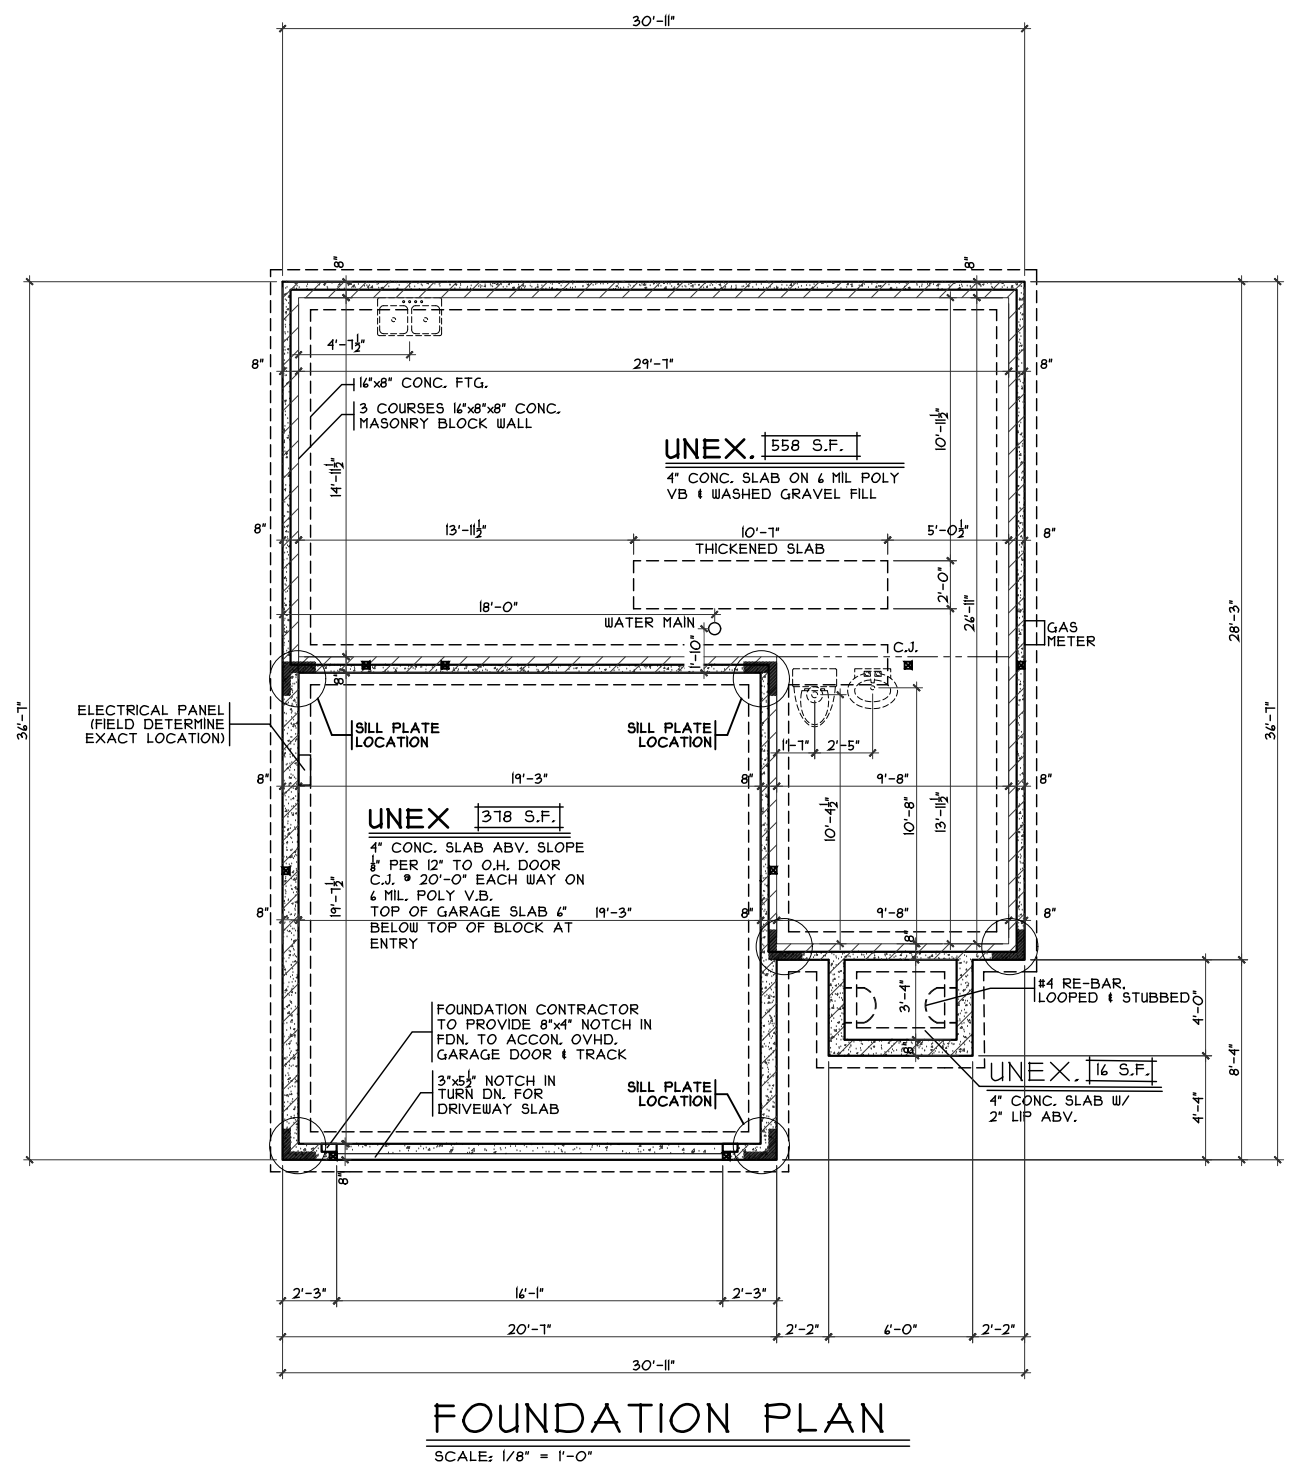 30'-11"
8"
8"
4'-7½"
8"
29'-7"
8"
16"x8" CONC. FTG.
3 COURSES 16"x8"x8" CONC.
MASONRY BLOCK WALL
10'-11½"
UNEX. 558 S.F.
4" CONC. SLAB ON 6 MIL POLY
VB & WASHED GRAVEL FILL
14'-11½"
8"
13'-11½"
10'-7"
5'-0½"
8"
THICKENED SLAB
2'-0"
18'-0"
26'-11"
WATER MAIN
1'-10"
C.J.
GAS
METER
28'-3"
36'-7"
36'-7"
8"
ELECTRICAL PANEL
(FIELD DETERMINE
EXACT LOCATION)
SILL PLATE
LOCATION
SILL PLATE
LOCATION
1'-7"
2'-5"
8"
19'-3"
8"
9'-8"
8"
10'-4½"
10'-8"
13'-11½"
UNEX 378 S.F.
4" CONC. SLAB ABV. SLOPE
⅛" PER 12" TO O.H. DOOR
C.J. @ 20'-0" EACH WAY ON
6 MIL. POLY V.B.
TOP OF GARAGE SLAB 6"
BELOW TOP OF BLOCK AT
ENTRY
19'-7½"
8"
19'-3"
8"
9'-8"
8"
8"
3'-4"
8"
#4 RE-BAR.
LOOPED & STUBBED
4'-0"
FOUNDATION CONTRACTOR
TO PROVIDE 8"x4" NOTCH IN
FDN. TO ACCON. OVHD.
GARAGE DOOR & TRACK
3"x5½" NOTCH IN
TURN DN. FOR
DRIVEWAY SLAB
SILL PLATE
LOCATION
UNEX. 16 S.F.
4" CONC. SLAB W/
2" LIP ABV.
8'-4"
4'-4"
8"
2'-3"
16'-1"
2'-3"
20'-7"
2'-2"
6'-0"
2'-2"
30'-11"
FOUNDATION PLAN
SCALE: 1/8" = 1'-0"